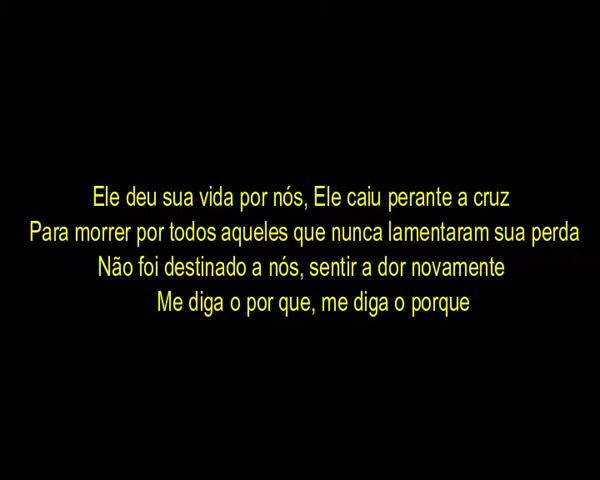 Ele deu sua vida por nós, Ele caiu perante a cruz
Para morrer por todos aqueles que nunca lamentaram sua perda
Não foi destinado a nós, sentir a dor novamente
Me diga o por que, me diga o porque